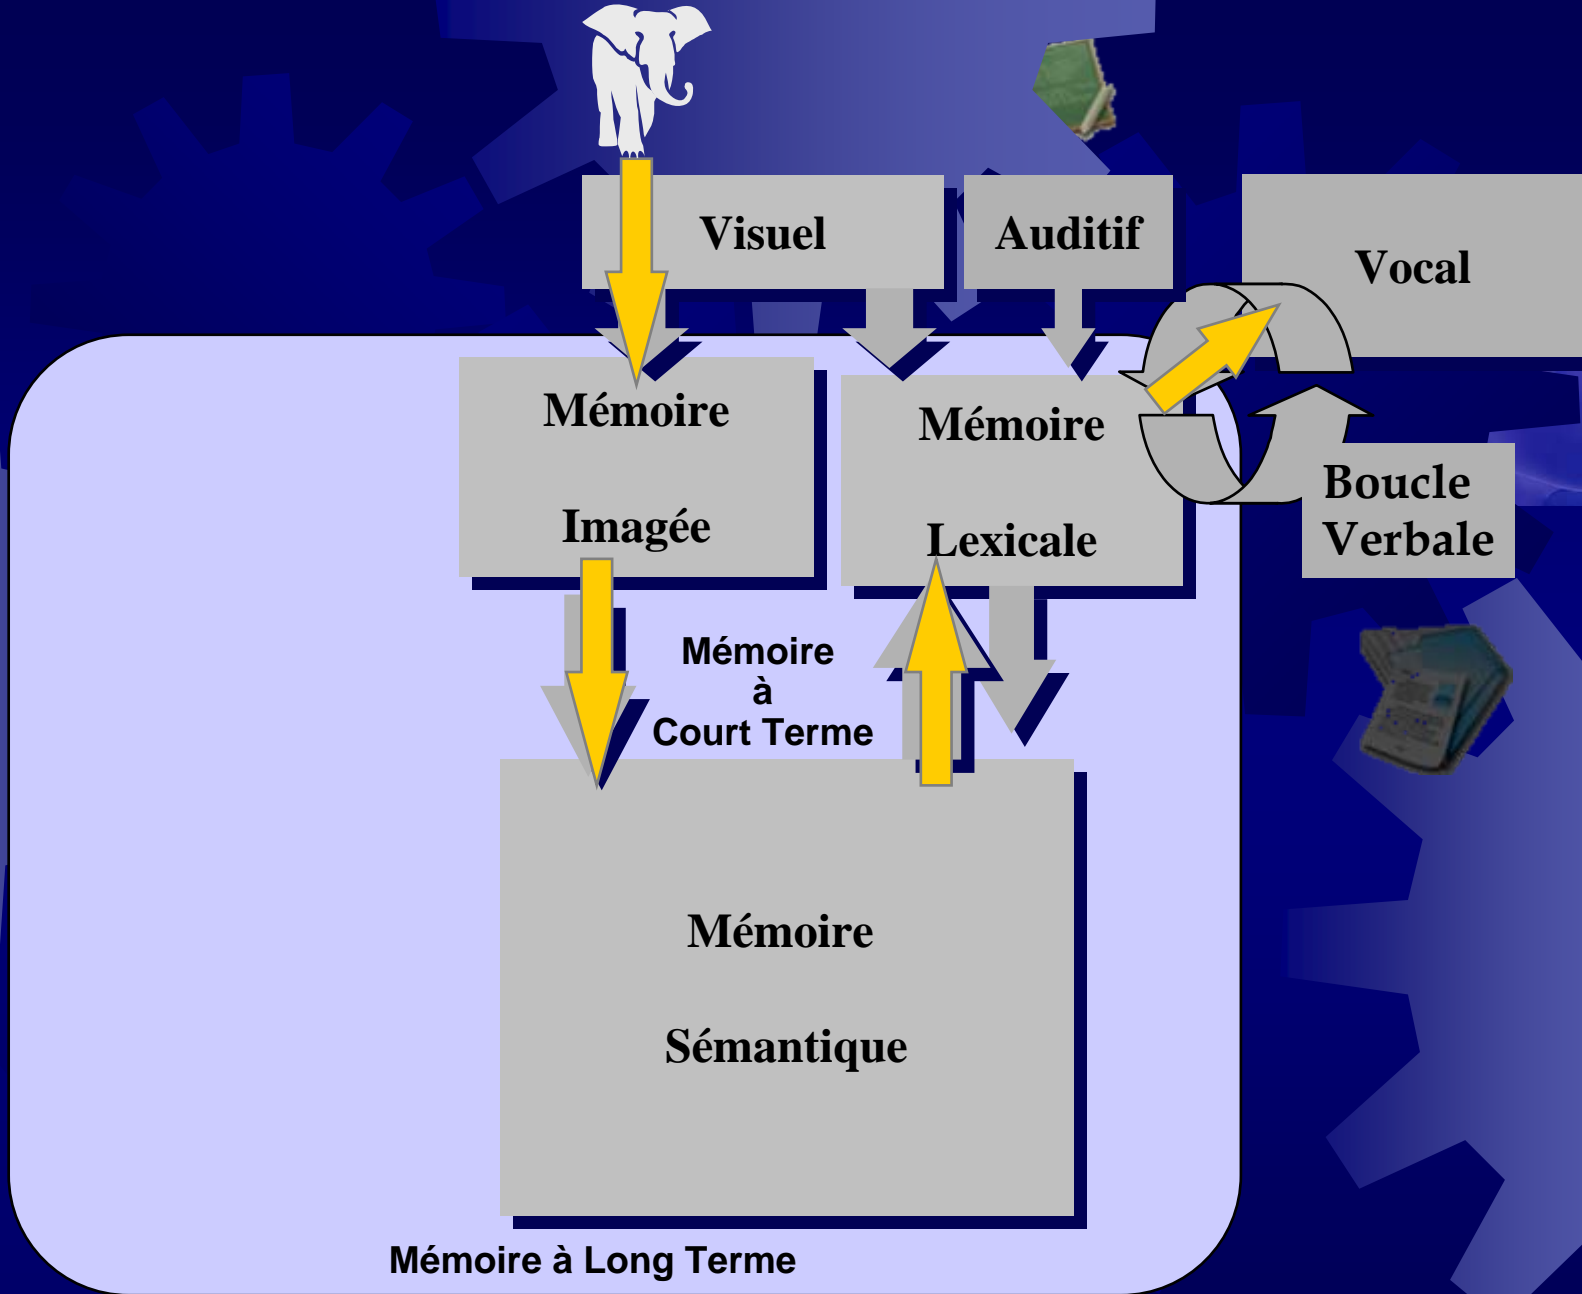 Visuel
Auditif
Vocal
Mémoire
Imagée
Mémoire
Lexicale
Boucle
Verbale
Mémoire
à
Court Terme
Mémoire
Sémantique
Mémoire à Long Terme